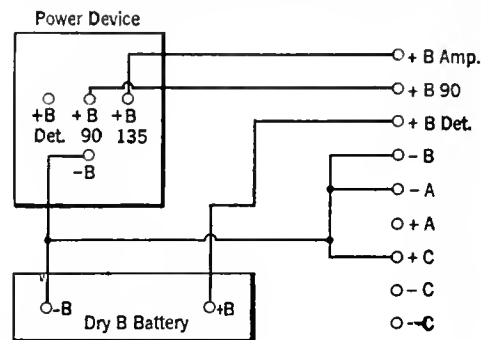 Power Device
+B +B +B
Det. 90 135
-B
-B Dry B Battery +B
+ B Amp.
+ B 90
+ B Det.
- B
- A
+ A
+ C
- C
- C